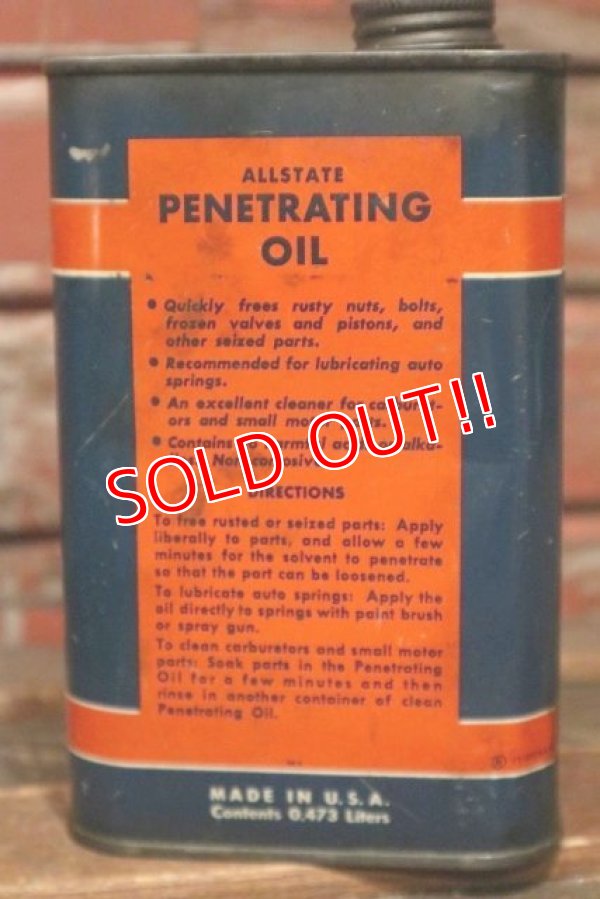 ALLSTATE
PENETRATING
OIL
• Quickly frees rusty nuts, bolts,
frozen valves and pistons, and
other seized parts.
• Recommended for lubricating auto
springs.
• An excellent cleaner for
ors and small
• Contains
SOLD OUT!!
DIRECTIONS
To free rusted or seized parts: Apply
liberally to parts, and allow a few
minutes for the solvent to penetrate
so that the part can be loosened.
To lubricate auto springs: Apply the
oil directly to springs with paint brush
or spray gun.
To clean carburetors and small motor
parts: Soak parts in the Penetrating
Oil for a few minutes and then
rinse in another container of clean
Penetrating Oil.
MADE IN U.S.A.
Contents 0.473 Liters